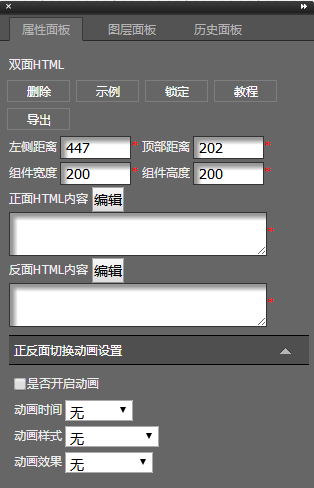 属性面板 图层面板 历史面板
双面HTML
删除 示例 锁定 教程
导出
左侧距离 447 * 顶部距离 202 *
组件宽度 200 * 组件高度 200 *
正面HTML内容 编辑
*
反面HTML内容 编辑
*
正反面切换动画设置
是否开启动画
动画时间 无
动画样式 无
动画效果 无